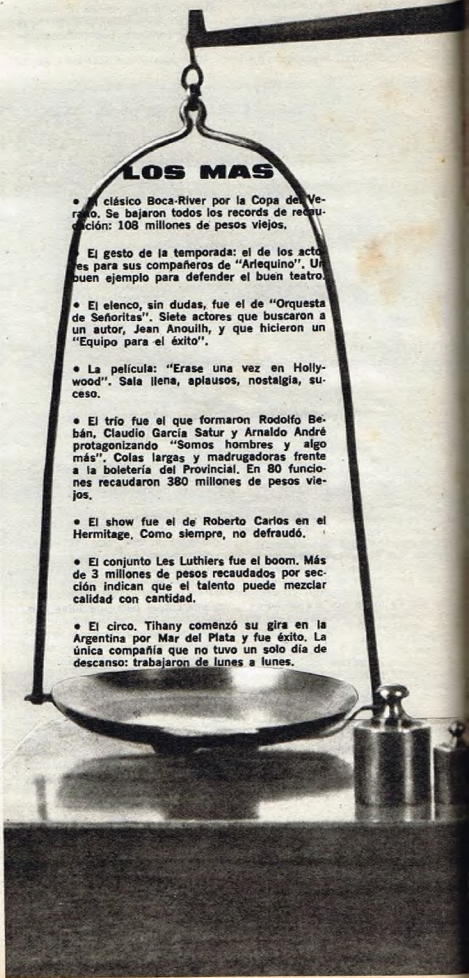 LOS MAS
• El clásico Boca-River por la Copa del Ve-
rano. Se bajaron todos los records de recau-
dación: 108 millones de pesos viejos.
• El gesto de la temporada: el de los acto-
res para sus compañeros de "Arlequino". Un
buen ejemplo para defender el buen teatro.
• El elenco, sin dudas, fue el de "Orquesta
de Señoritas". Siete actores que buscaron a
un autor, Jean Anouilh, y que hicieron un
"Equipo para el éxito".
• La película: "Erase una vez en Holly-
wood". Sala llena, aplausos, nostalgia, su-
ceso.
• El trío fue el que formaron Rodolfo Be-
bán, Claudio García Satur y Arnaldo André
protagonizando "Somos hombres y algo
más". Colas largas y madrugadoras frente
a la boletería del Provincial. En 80 funcio-
nes recaudaron 380 millones de pesos vie-
jos.
• El show fue el de Roberto Carlos en el
Hermitage. Como siempre, no defraudó.
• El conjunto Les Luthiers fue el boom. Más
de 3 millones de pesos recaudados por sec-
ción indican que el talento puede mezclar
calidad con cantidad.
• El circo. Tihany comenzó su gira en la
Argentina por Mar del Plata y fue éxito. La
única compañía que no tuvo un solo día de
descanso: trabajaron de lunes a lunes.